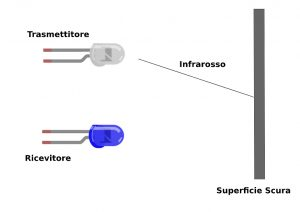 Trasmettitore
Infrarosso
Ricevitore
Superficie Scura